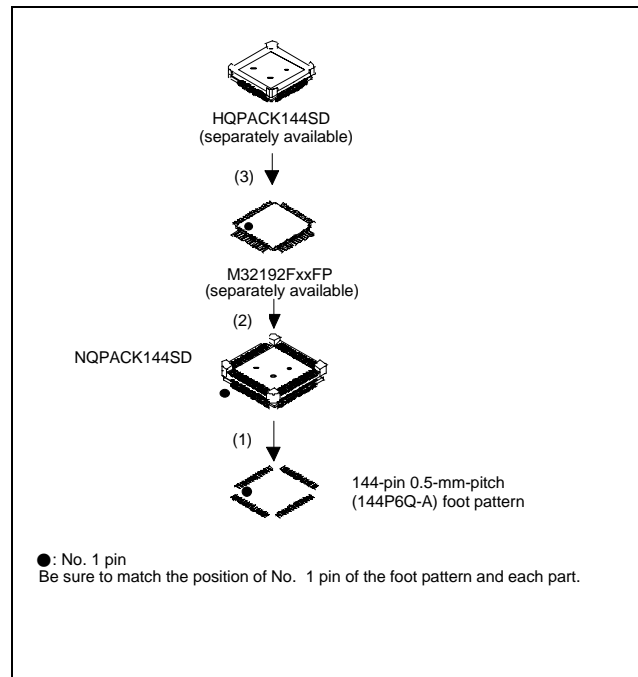 HQPACK144SD
(separately available)
(3)
M32192FxxFP
(separately available)
(2)
NQPACK144SD
(1)
144-pin 0.5-mm-pitch
(144P6Q-A) foot pattern
●: No. 1 pin
Be sure to match the position of No. 1 pin of the foot pattern and each part.